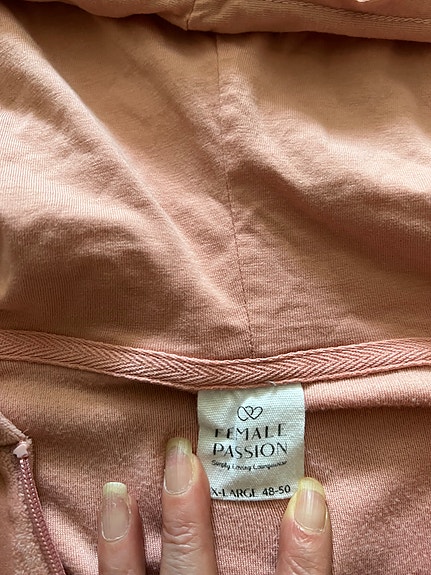 FEMALE
PASSION
Simply Loving Loungewear
X-LARGE 48-50